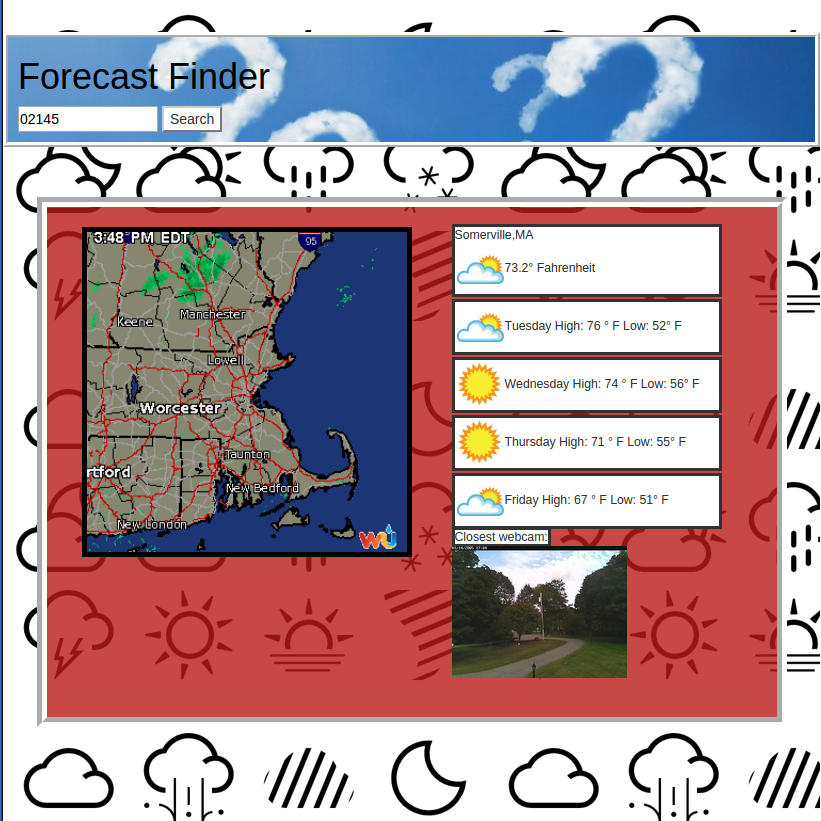 Forecast Finder
02145
Search
3:48 PM EDT
95
Keene
Manchester
Lowell
Worcester
Taunton
rtford
New Bedford
New London
WU
Somerville,MA
73.2° Fahrenheit
Tuesday High: 76 ° F Low: 52° F
Wednesday High: 74 ° F Low: 56° F
Thursday High: 71 ° F Low: 55° F
Friday High: 67 ° F Low: 51° F
Closest webcam: